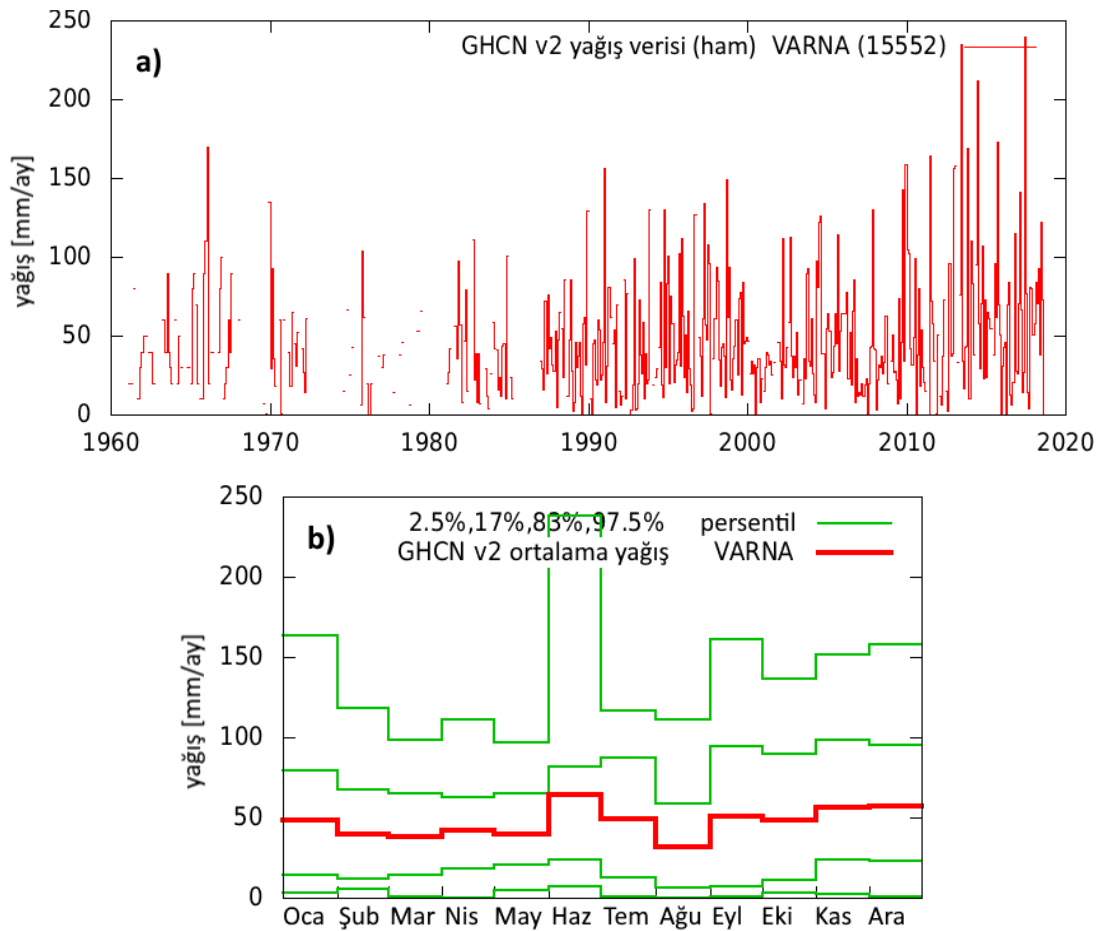 250
200
150
100
50
0
yağış [mm/ay]
a)
GHCN v2 yağış verisi (ham) VARNA (15552)
1960 1970 1980 1990 2000 2010 2020
250
200
150
100
50
0
yağış [mm/ay]
b)
2.5%,17%,83%,97.5% persentil
GHCN v2 ortalama yağış VARNA
Oca Şub Mar Nis May Haz Tem Ağu Eyl Eki Kas Ara